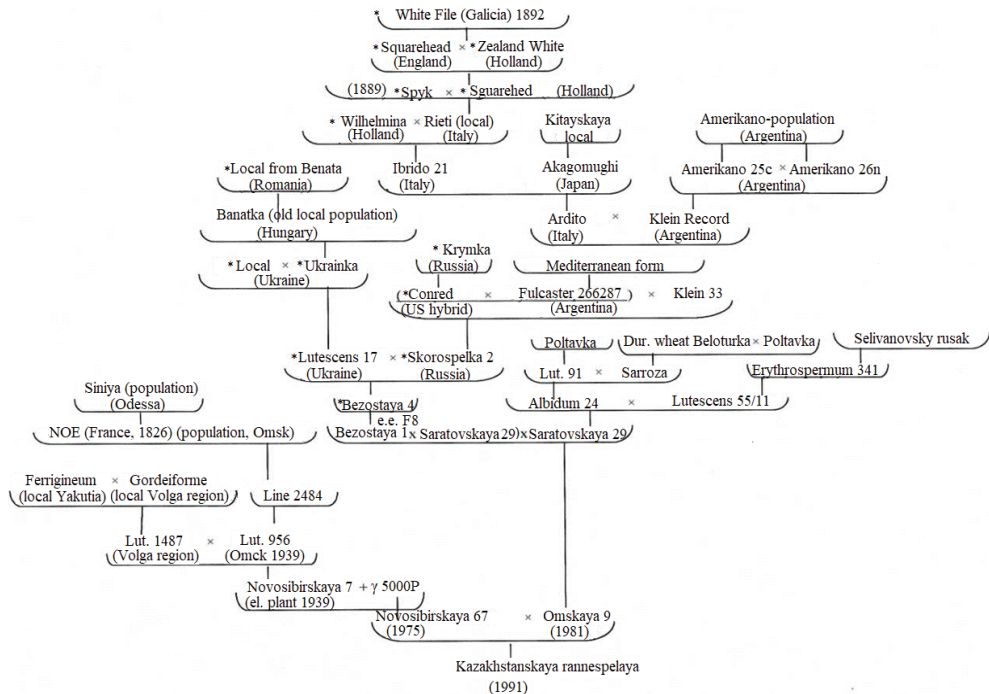 * White File (Galicia) 1892
*Squarehead × *Zealand White
(England) (Holland)
(1889) *Spyk × * Sguarehed (Holland)
* Wilhelmina × Rieti (local)
(Holland) (Italy)
Kitayskaya
local
Amerikano-population
(Argentina)
*Local from Benata
(Romania)
Ibrido 21
(Italy)
Akagomughi
(Japan)
Amerikano 25c × Amerikano 26n
(Argentina)
Banatka (old local population)
(Hungary)
Ardito × Klein Record
(Italy) (Argentina)
* Krymka
(Russia)
*Local × *Ukrainka
(Ukraine)
Mediterranean form
(*Conred × Fulcaster 266287 ) × Klein 33
(US hybrid) (Argentina)
Poltavka
Dur. wheat Beloturka × Poltavka
Selivanovsky rusak
*Lutescens 17 × *Skorospelka 2
(Ukraine) (Russia)
Lut. 91 × Sarroza
Erythrospermum 341
Siniya (population)
(Odessa)
*Bezostaya 4
e.e. F8
Albidum 24 × Lutescens 55/11
NOE (France, 1826) (population, Omsk)
Bezostaya 1x Saratovskaya 29)xSaratovskaya 29
Ferrigineum × Gordeiforme
(local Yakutia) (local Volga region)
Line 2484
Lut. 1487 × Lut. 956
(Volga region) (Omck 1939)
Novosibirskaya 7 + γ 5000P
(el. plant 1939)
Novosibirskaya 67 × Omskaya 9
(1975) (1981)
Kazakhstanskaya rannespelaya
(1991)